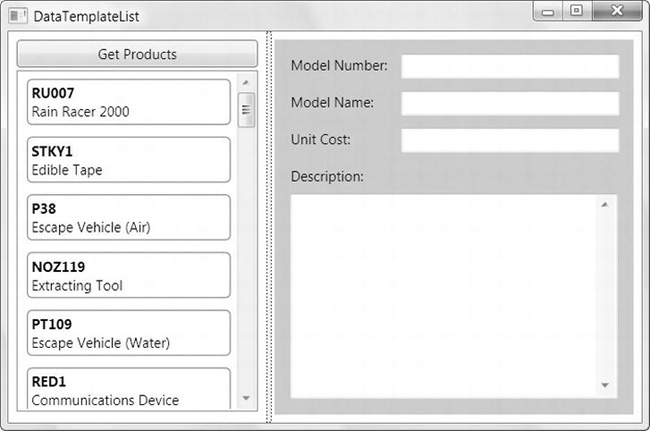 DataTemplateList
Get Products
RU007
Rain Racer 2000
STKY1
Edible Tape
P38
Escape Vehicle (Air)
NOZ119
Extracting Tool
PT109
Escape Vehicle (Water)
RED1
Communications Device
Model Number:
Model Name:
Unit Cost:
Description: